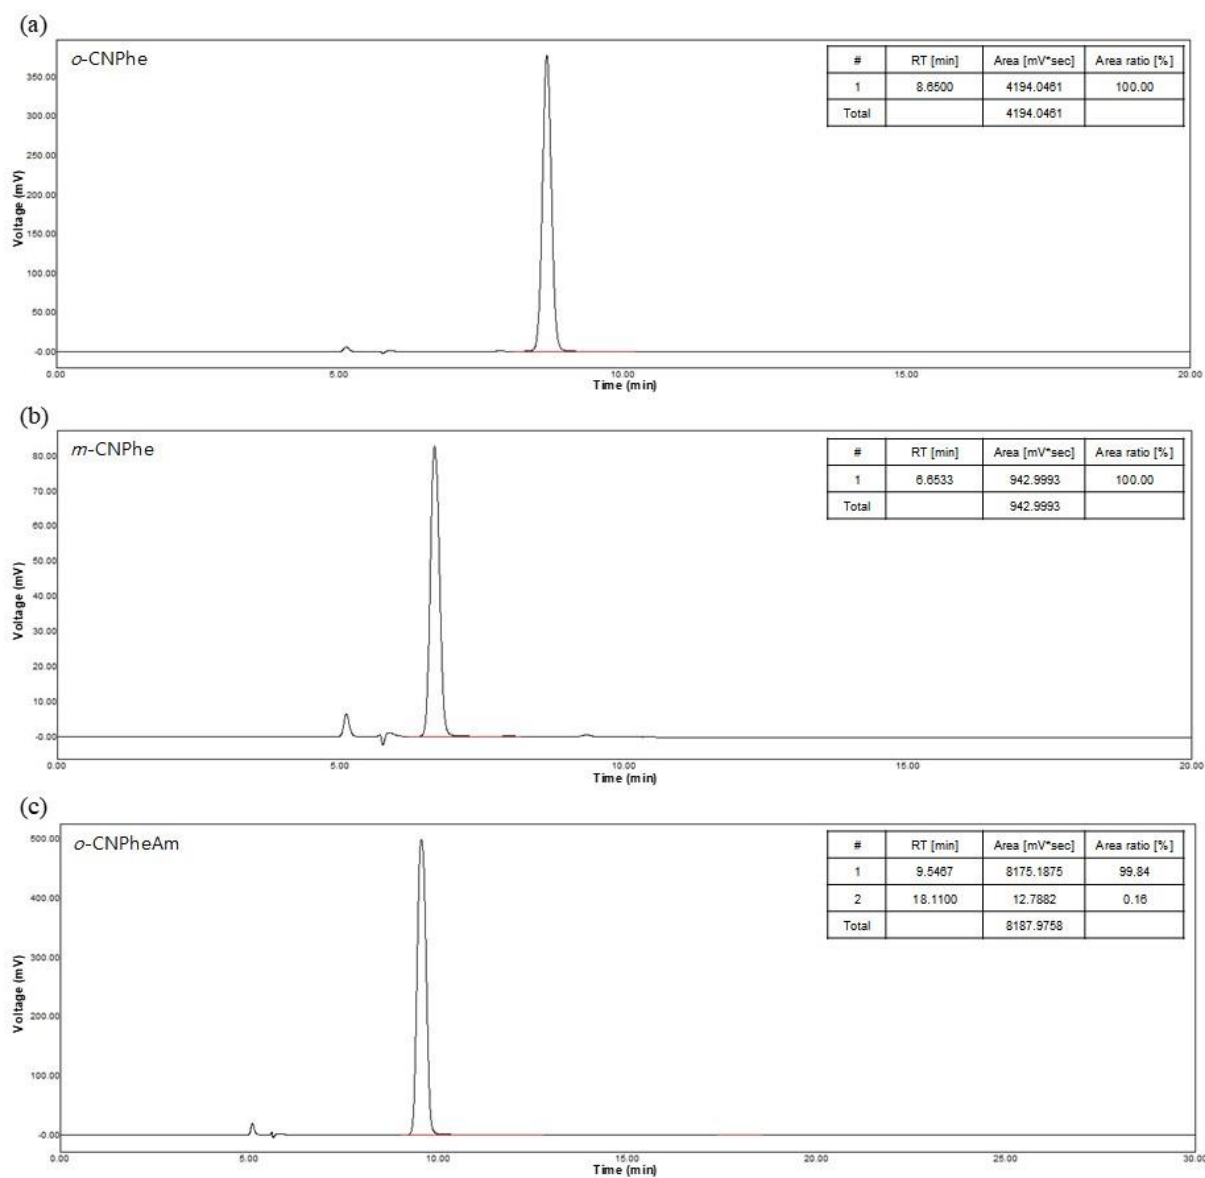 (a)
o-CNPhe
# RT [min] Area [mV*sec] Area ratio [%]
1 8.6500 4194.0461 100.00
Total 4194.0461
350.00
300.00
250.00
200.00
150.00
100.00
50.00
-0.00
Voltage (mV)
0.00 5.00 10.00 15.00 20.00
Time (min)
(b)
m-CNPhe
# RT [min] Area [mV*sec] Area ratio [%]
1 6.6533 942.9993 100.00
Total 942.9993
80.00
70.00
60.00
50.00
40.00
30.00
20.00
10.00
-0.00
Voltage (mV)
0.00 5.00 10.00 15.00 20.00
Time (min)
(c)
o-CNPheAm
# RT [min] Area [mV*sec] Area ratio [%]
1 9.5467 8175.1875 99.84
2 18.1100 12.7882 0.16
Total 8187.9758
500.00
400.00
300.00
200.00
100.00
-0.00
Voltage (mV)
0.00 5.00 10.00 15.00 20.00 25.00 30.00
Time (min)